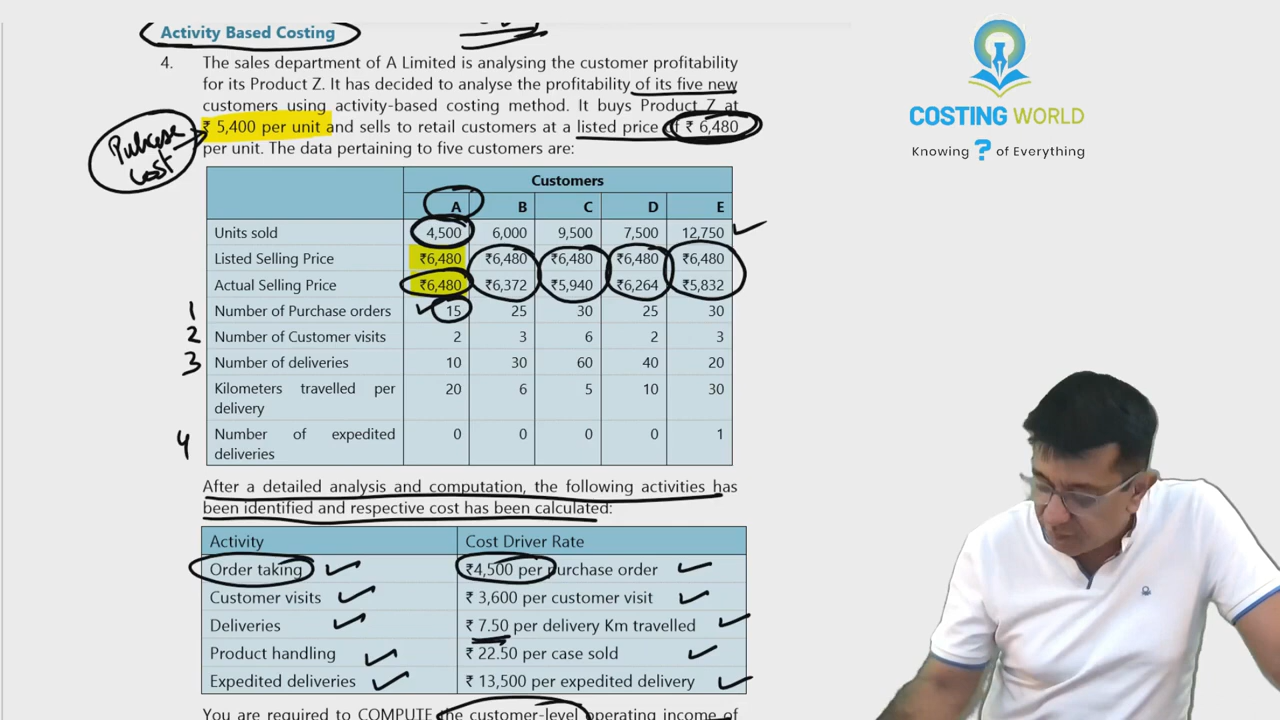 Activity Based Costing
4. The sales department of A Limited is analysing the customer profitability
for its Product Z. It has decided to analyse the profitability of its five new
customers using activity-based costing method. It buys Product Z at
₹ 5,400 per unit and sells to retail customers at a listed price of ₹ 6,480
per unit. The data pertaining to five customers are:
Purchase
Cost
Customers
A B C D E
Units sold 4,500 6,000 9,500 7,500 12,750
Listed Selling Price ₹6,480 ₹6,480 ₹6,480 ₹6,480 ₹6,480
Actual Selling Price ₹6,480 ₹6,372 ₹5,940 ₹6,264 ₹5,832
1 Number of Purchase orders 15 25 30 25 30
2 Number of Customer visits 2 3 6 2 3
3 Number of deliveries 10 30 60 40 20
Kilometers travelled per
delivery 20 6 5 10 30
4 Number of expedited
deliveries 0 0 0 0 1
After a detailed analysis and computation, the following activities has
been identified and respective cost has been calculated:
Activity Cost Driver Rate
Order taking ₹4,500 per purchase order
Customer visits ₹ 3,600 per customer visit
Deliveries ₹ 7.50 per delivery Km travelled
Product handling ₹ 22.50 per case sold
Expedited deliveries ₹ 13,500 per expedited delivery
You are required to COMPUTE the customer-level operating income of
COSTING WORLD
Knowing ? of Everything